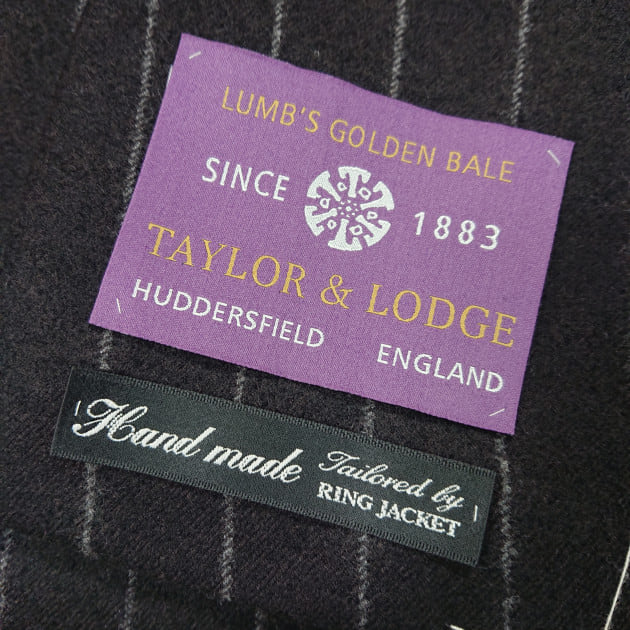 LUMB'S GOLDEN BALE
SINCE 1883
TAYLOR & LODGE
HUDDERSFIELD ENGLAND
Hand made Tailored by
RING JACKET